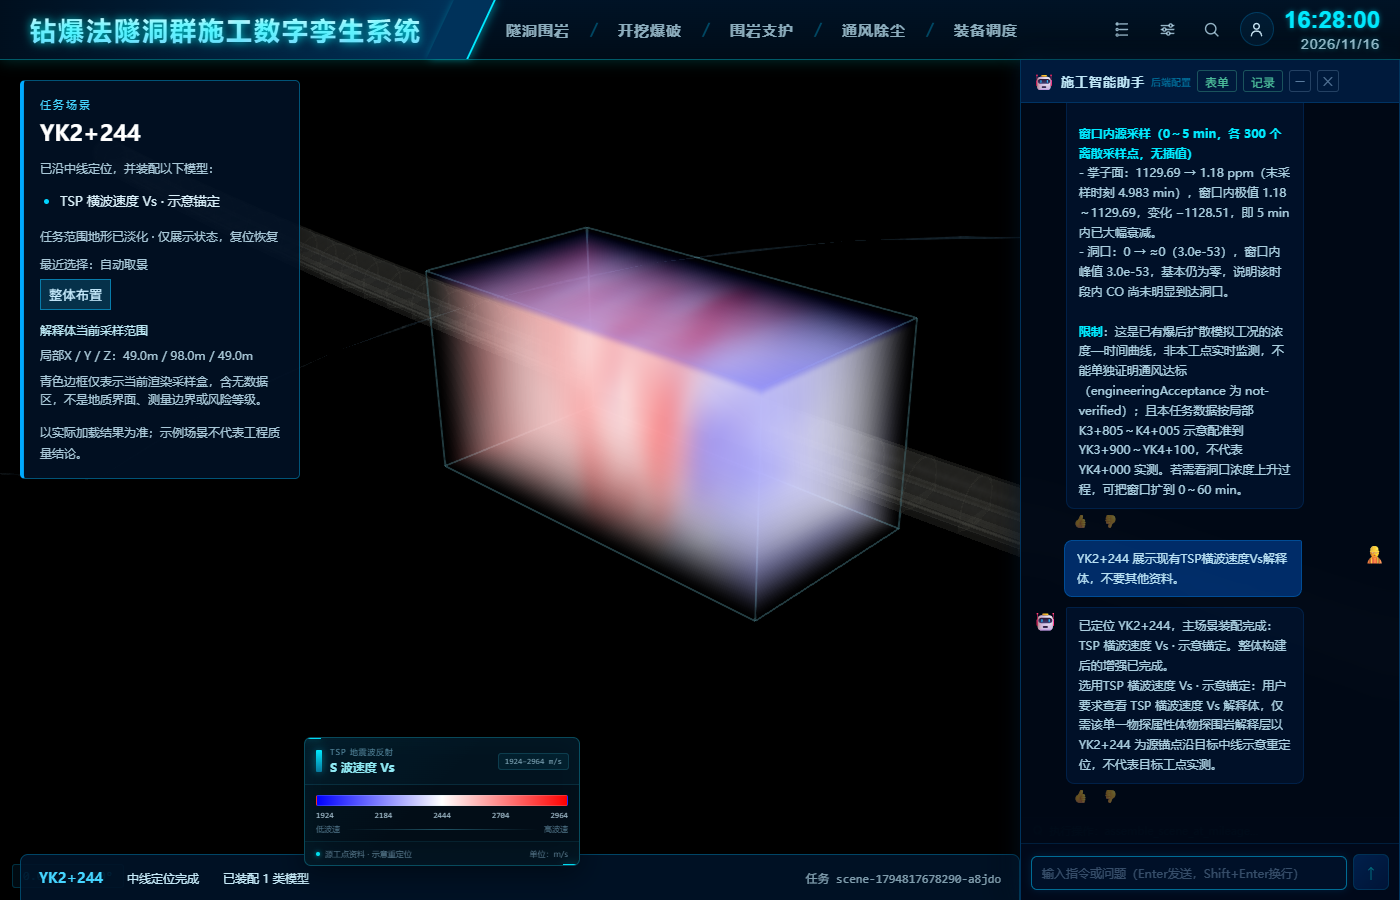 钻爆法隧洞群施工数字孪生系统
隧洞围岩 / 开挖爆破 / 围岩支护 / 通风除尘 / 装备调度
16:28:00
2026/11/16
任务场景
YK2+244
已沿中线定位，并装配以下模型：
TSP 横波速度 Vs · 示意锚定
任务范围地形已淡化 · 仅展示状态，复位恢复
最近选择：自动取景
整体布置
解释体当前采样范围
局部X / Y / Z：49.0m / 98.0m / 49.0m
青色边框仅表示当前渲染采样盒，含无数据
区，不是地质界面、测量边界或风险等级。
以实际加载结果为准；示例场景不代表工程质
量结论。
TSP 地震波反射
S 波速度 Vs
1924–2964 m/s
1924 2184 2444 2704 2964
低波速 高波速
源工点资料 · 示意重定位 单位：m/s
YK2+244 中线定位完成 已装配 1 类模型
任务 scene-1794817678290-a8jdo
施工智能助手 后端配置 表单 记录
窗口内源采样（0～5 min，各 300 个
离散采样点，无插值）
- 掌子面：1129.69 → 1.18 ppm（末采
样时刻 4.983 min），窗口内极值 1.18
～1129.69，变化 −1128.51，即 5 min
内已大幅衰减。
- 洞口：0 → ≈0（3.0e-53），窗口内
峰值 3.0e-53，基本仍为零，说明该时
段内 CO 尚未明显到达洞口。
限制：这是已有爆后扩散模拟工况的浓
度—时间曲线，非本工点实时监测，不
能单独证明通风达标
（engineeringAcceptance 为 not-
verified）；且本任务数据按局部
K3+805～K4+005 示意配准到
YK3+900～YK4+100，不代表
YK4+000 实测。若需看洞口浓度上升过
程，可把窗口扩到 0～60 min。
YK2+244 展示现有TSP横波速度Vs解释
体，不要其他资料。
已定位 YK2+244，主场景装配完成：
TSP 横波速度 Vs · 示意锚定。整体构建
后的增强已完成。
选用TSP 横波速度 Vs · 示意锚定：用户
要求查看 TSP 横波速度 Vs 解释体，仅
需该单一物探属性体物探围岩解释层以
YK2+244 为源锚点沿目标中线示意重定
位，不代表目标工点实测。
输入指令或问题（Enter发送，Shift+Enter换行）